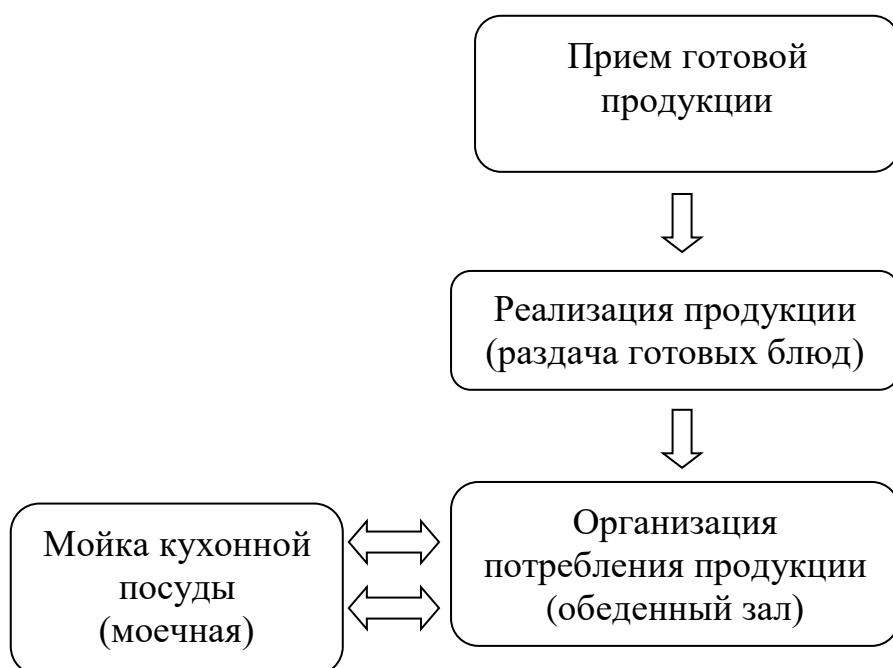 Прием готовой
продукции
Реализация продукции
(раздача готовых блюд)
Мойка кухонной
посуды
(моечная)
Организация
потребления продукции
(обеденный зал)